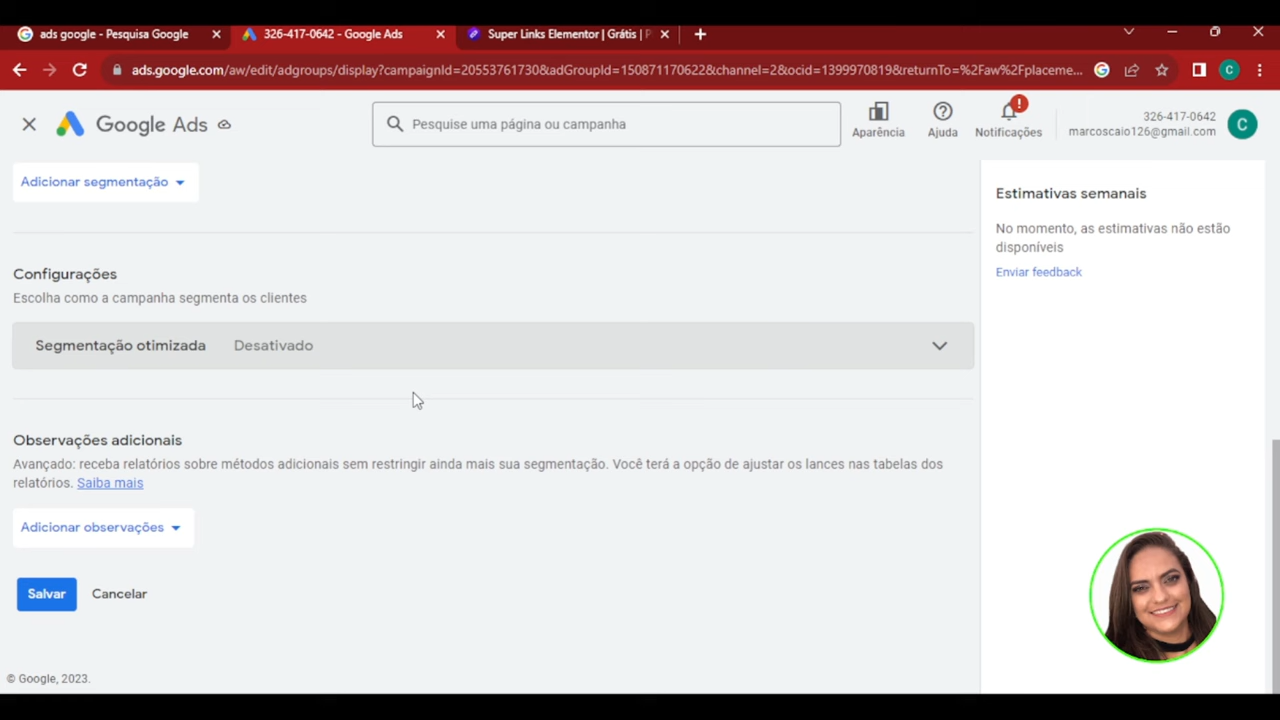 ads google - Pesquisa Google
326-417-0642 - Google Ads
Super Links Elementor | Grátis | P
ads.google.com/aw/edit/adgroups/display?campaignId=20553761730&adGroupId=150871170622&channel=2&ocid=1399970819&returnTo=%2Faw%2Fplaceme...
C
Google Ads
Pesquise uma página ou campanha
Aparência
Ajuda
!
Notificações
326-417-0642
marcoscaio126@gmail.com
C
Adicionar segmentação
Configurações
Escolha como a campanha segmenta os clientes
Segmentação otimizada Desativado
Observações adicionais
Avançado: receba relatórios sobre métodos adicionais sem restringir ainda mais sua segmentação. Você terá a opção de ajustar os lances nas tabelas dos
relatórios. Saiba mais
Adicionar observações
Salvar Cancelar
© Google, 2023.
Estimativas semanais
No momento, as estimativas não estão
disponíveis
Enviar feedback